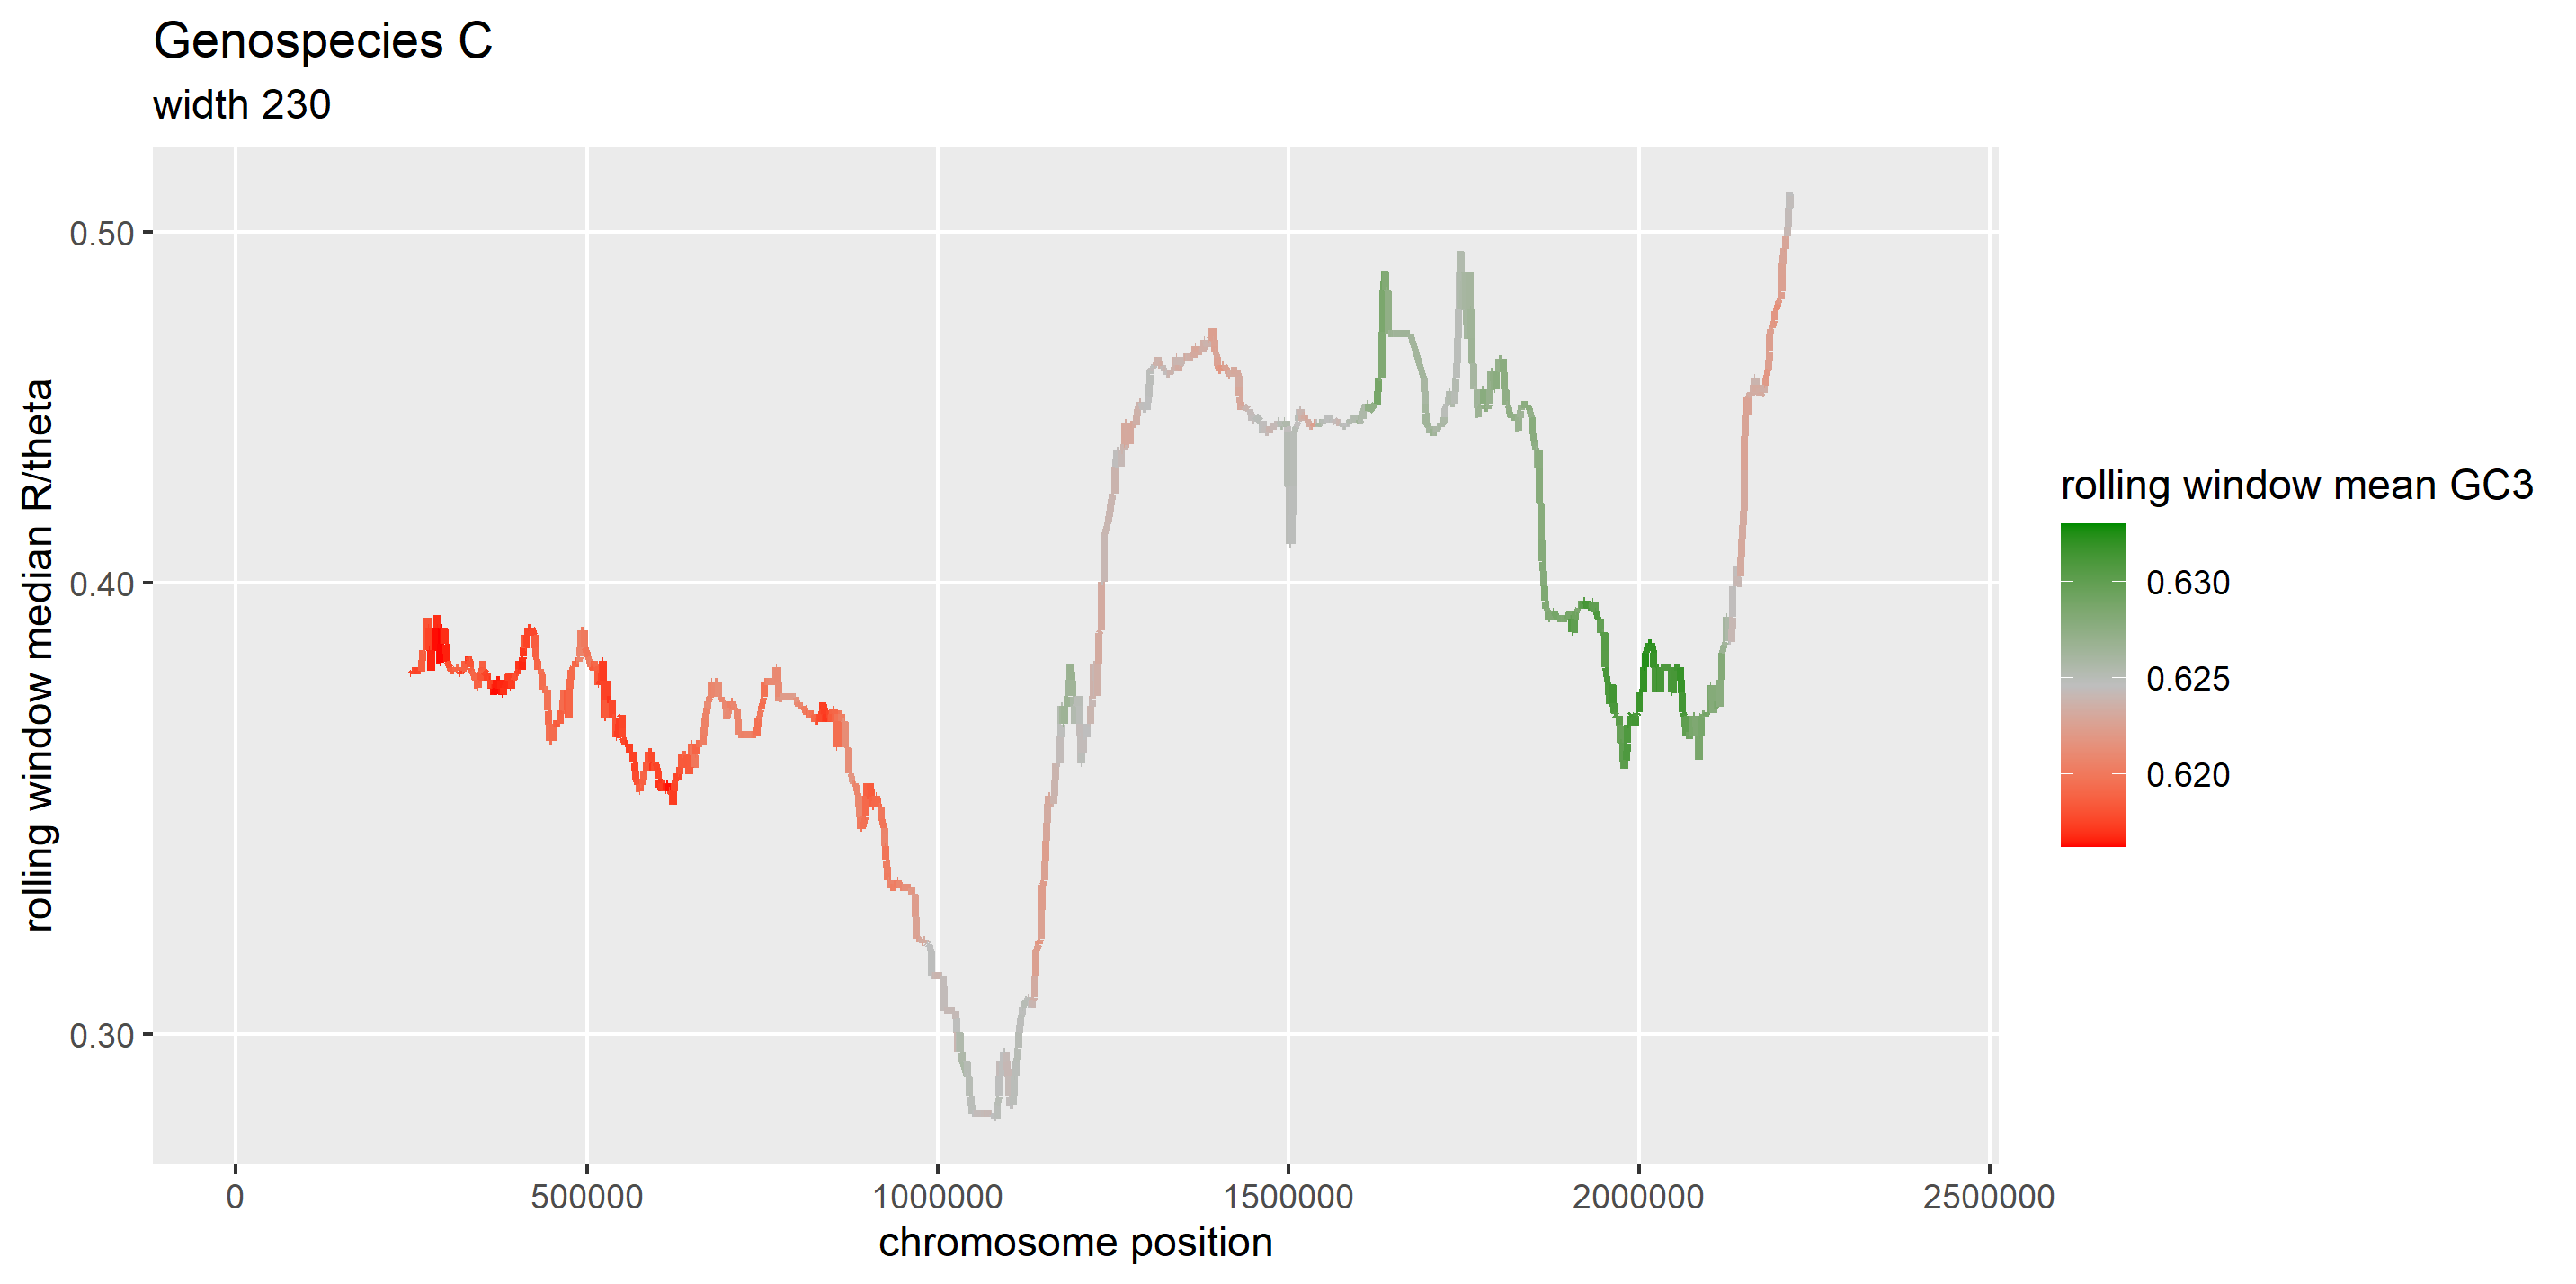 Genospecies C
width 230
rolling window median R/theta
0.50
0.40
0.30
0
500000
1000000
1500000
2000000
2500000
chromosome position
rolling window mean GC3
0.630
0.625
0.620